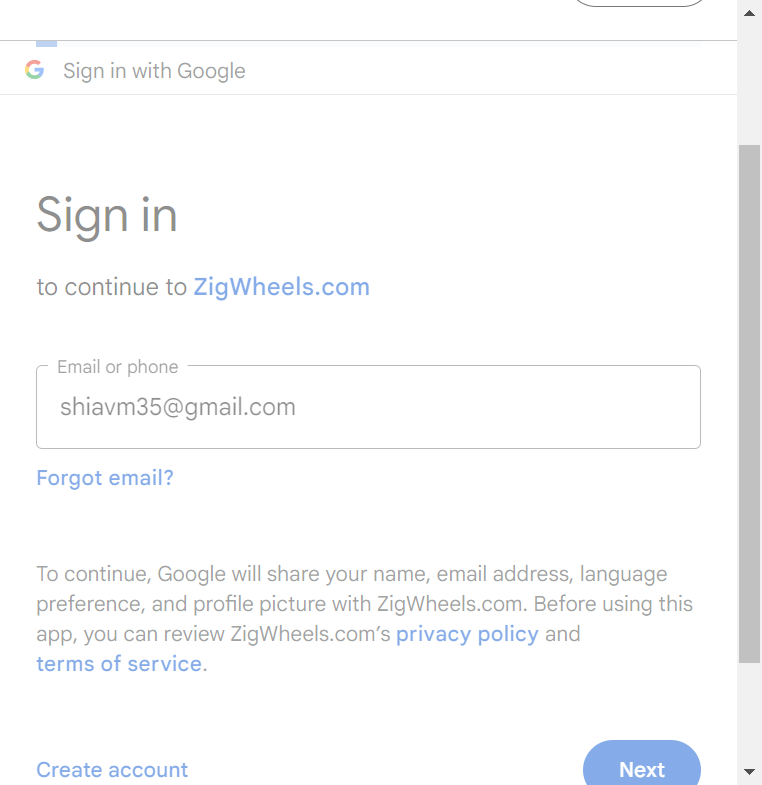 Sign in with Google
Sign in
to continue to ZigWheels.com
Email or phone
shiavm35@gmail.com
Forgot email?
To continue, Google will share your name, email address, language
preference, and profile picture with ZigWheels.com. Before using this
app, you can review ZigWheels.com’s privacy policy and
terms of service.
Create account
Next